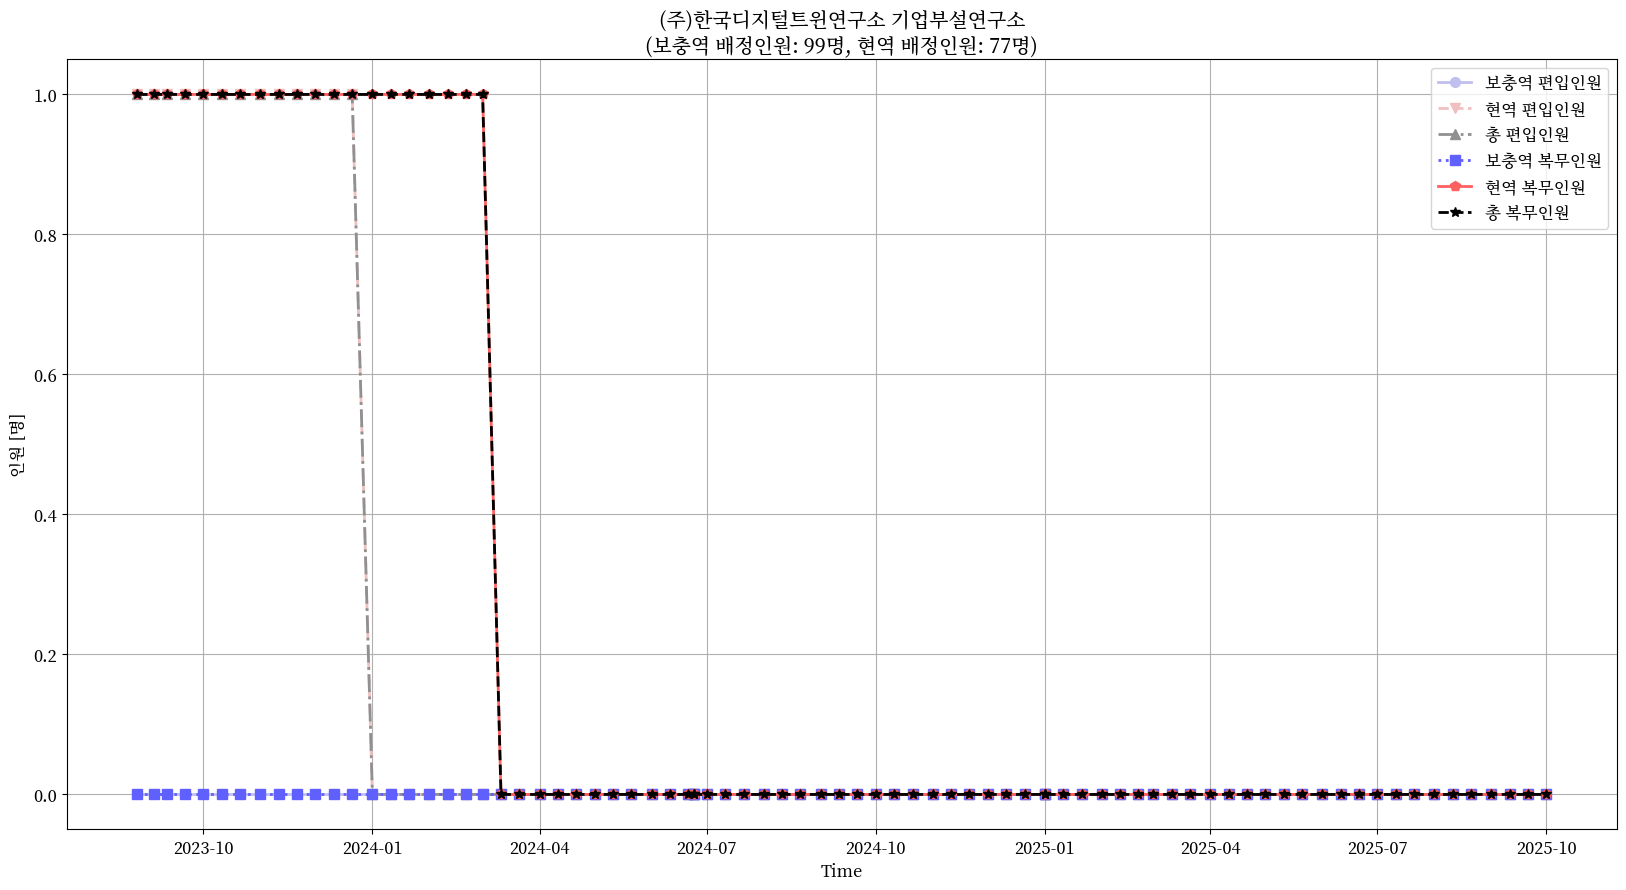 (주)한국디지털트윈연구소 기업부설연구소
(보충역 배정인원: 99명, 현역 배정인원: 77명)
보충역 편입인원
현역 편입인원
총 편입인원
보충역 복무인원
현역 복무인원
총 복무인원
인원 [명]
1.0
0.8
0.6
0.4
0.2
0.0
2023-10 2024-01 2024-04 2024-07 2024-10 2025-01 2025-04 2025-07 2025-10
Time